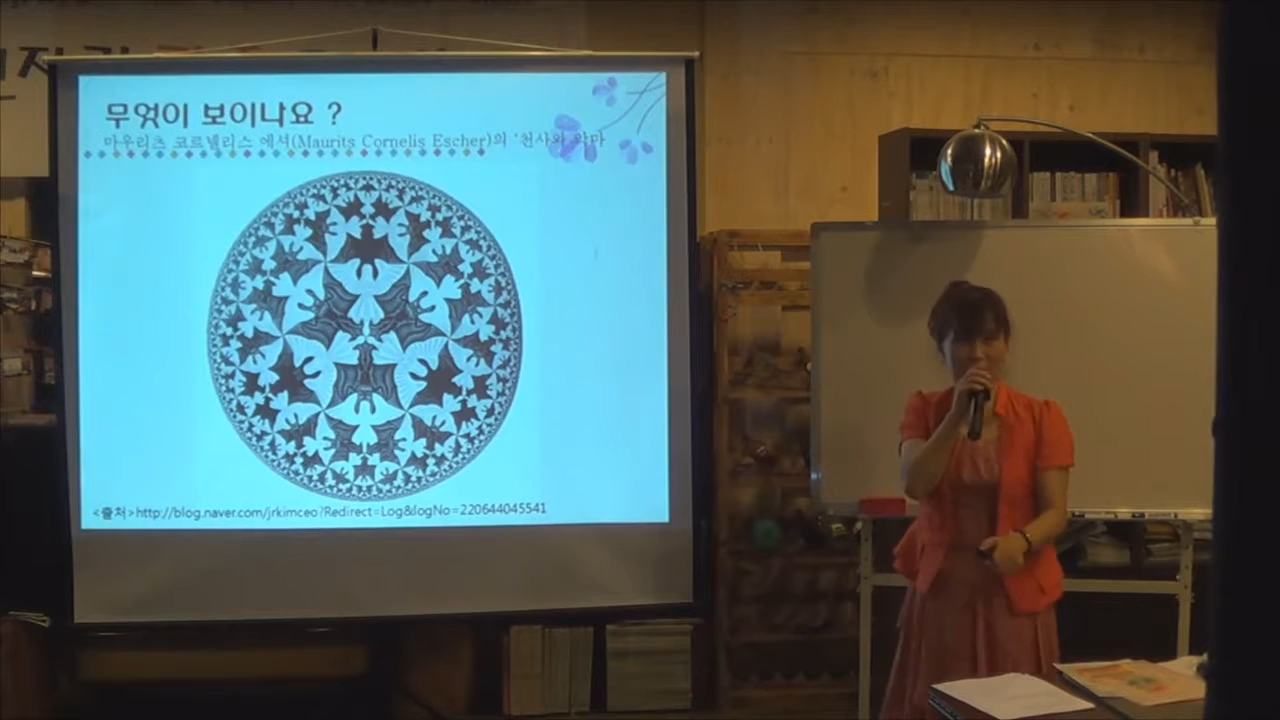 무엇이 보이나요 ?
마우리츠 코르넬리스 에셔(Maurits Cornelis Escher)의 '천사와 악마
<출처>http://blog.naver.com/jrkimceo?Redirect=Log&logNo=220644045541